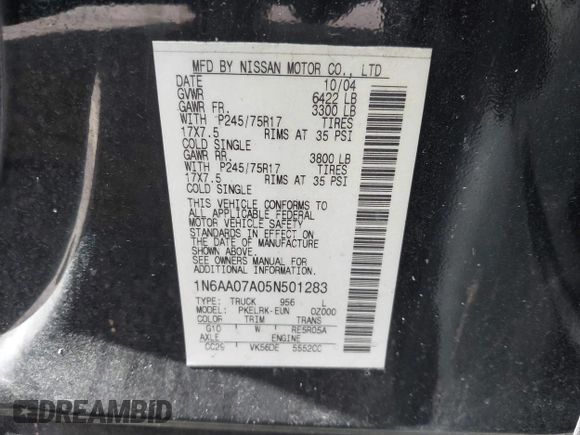 MFD BY NISSAN MOTOR CO., LTD
DATE 10/04
GVWR 6422 LB
GAWR FR. 3300 LB
WITH P245/75R17 TIRES
17X7.5 RIMS AT 35 PSI
COLD SINGLE
GAWR RR. 3800 LB
WITH P245/75R17 TIRES
17X7.5 RIMS AT 35 PSI
COLD SINGLE
THIS VEHICLE CONFORMS TO
ALL APPLICABLE FEDERAL
MOTOR VEHICLE SAFETY
STANDARDS IN EFFECT ON
THE DATE OF MANUFACTURE
SHOWN ABOVE.
SEE OWNERS MANUAL FOR
AND ADDITIONAL INFORMATION
1N6AA07A05N501283
TYPE: TRUCK 956 L
MODEL: PKELRK-EUN 0Z000
COLOR TRIM TRANS
G10 W RE5R05A
AXLE ENGINE
CC29 VK56DE 5552CC
DREAMBID